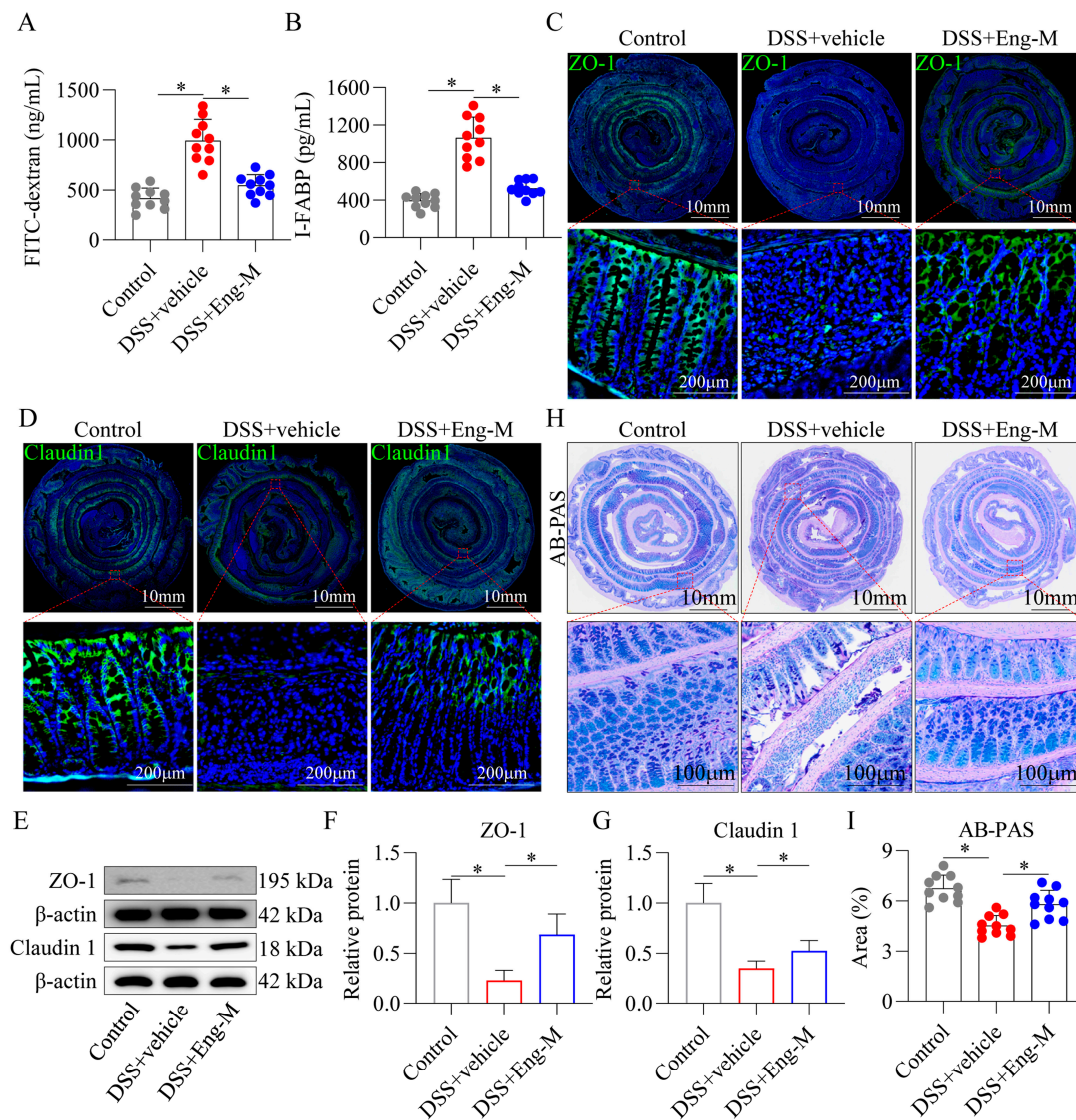 A
FITC-dextran (ng/mL)
1500
1000
500
0
* *
Control
DSS+vehicle
DSS+Eng-M
B
I-FABP (pg/mL)
1600
1200
800
400
0
* *
Control
DSS+vehicle
DSS+Eng-M
C
Control DSS+vehicle DSS+Eng-M
ZO-1 ZO-1 ZO-1
10mm 10mm 10mm
200μm 200μm 200μm
D
Control DSS+vehicle DSS+Eng-M
Claudin1 Claudin1 Claudin1
10mm 10mm 10mm
200μm 200μm 200μm
H
Control DSS+vehicle DSS+Eng-M
AB-PAS
10mm 10mm 10mm
100μm 100μm 100μm
E
ZO-1 195 kDa
β-actin 42 kDa
Claudin 1 18 kDa
β-actin 42 kDa
Control
DSS+vehicle
DSS+Eng-M
F
ZO-1
Relative protein
1.5
1.0
0.5
0.0
* *
Control
DSS+vehicle
DSS+Eng-M
G
Claudin 1
Relative protein
1.5
1.0
0.5
0.0
* *
Control
DSS+vehicle
DSS+Eng-M
I
AB-PAS
Area (%)
9
6
3
0
* *
Control
DSS+vehicle
DSS+Eng-M